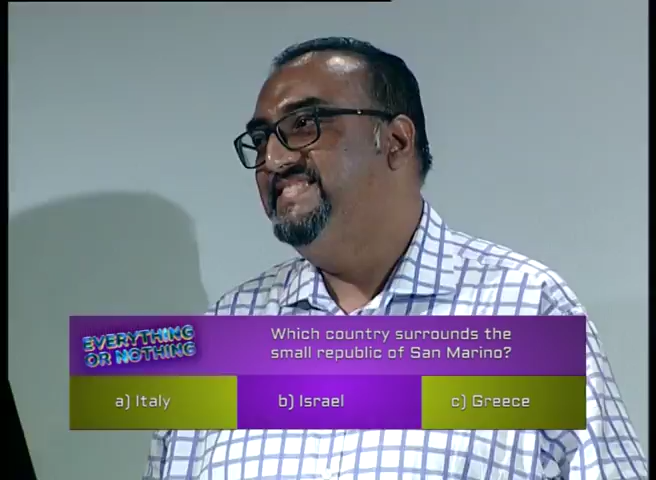 EVERYTHING
OR NOTHING
Which country surrounds the
small republic of San Marino?
a) Italy
b) Israel
c) Greece